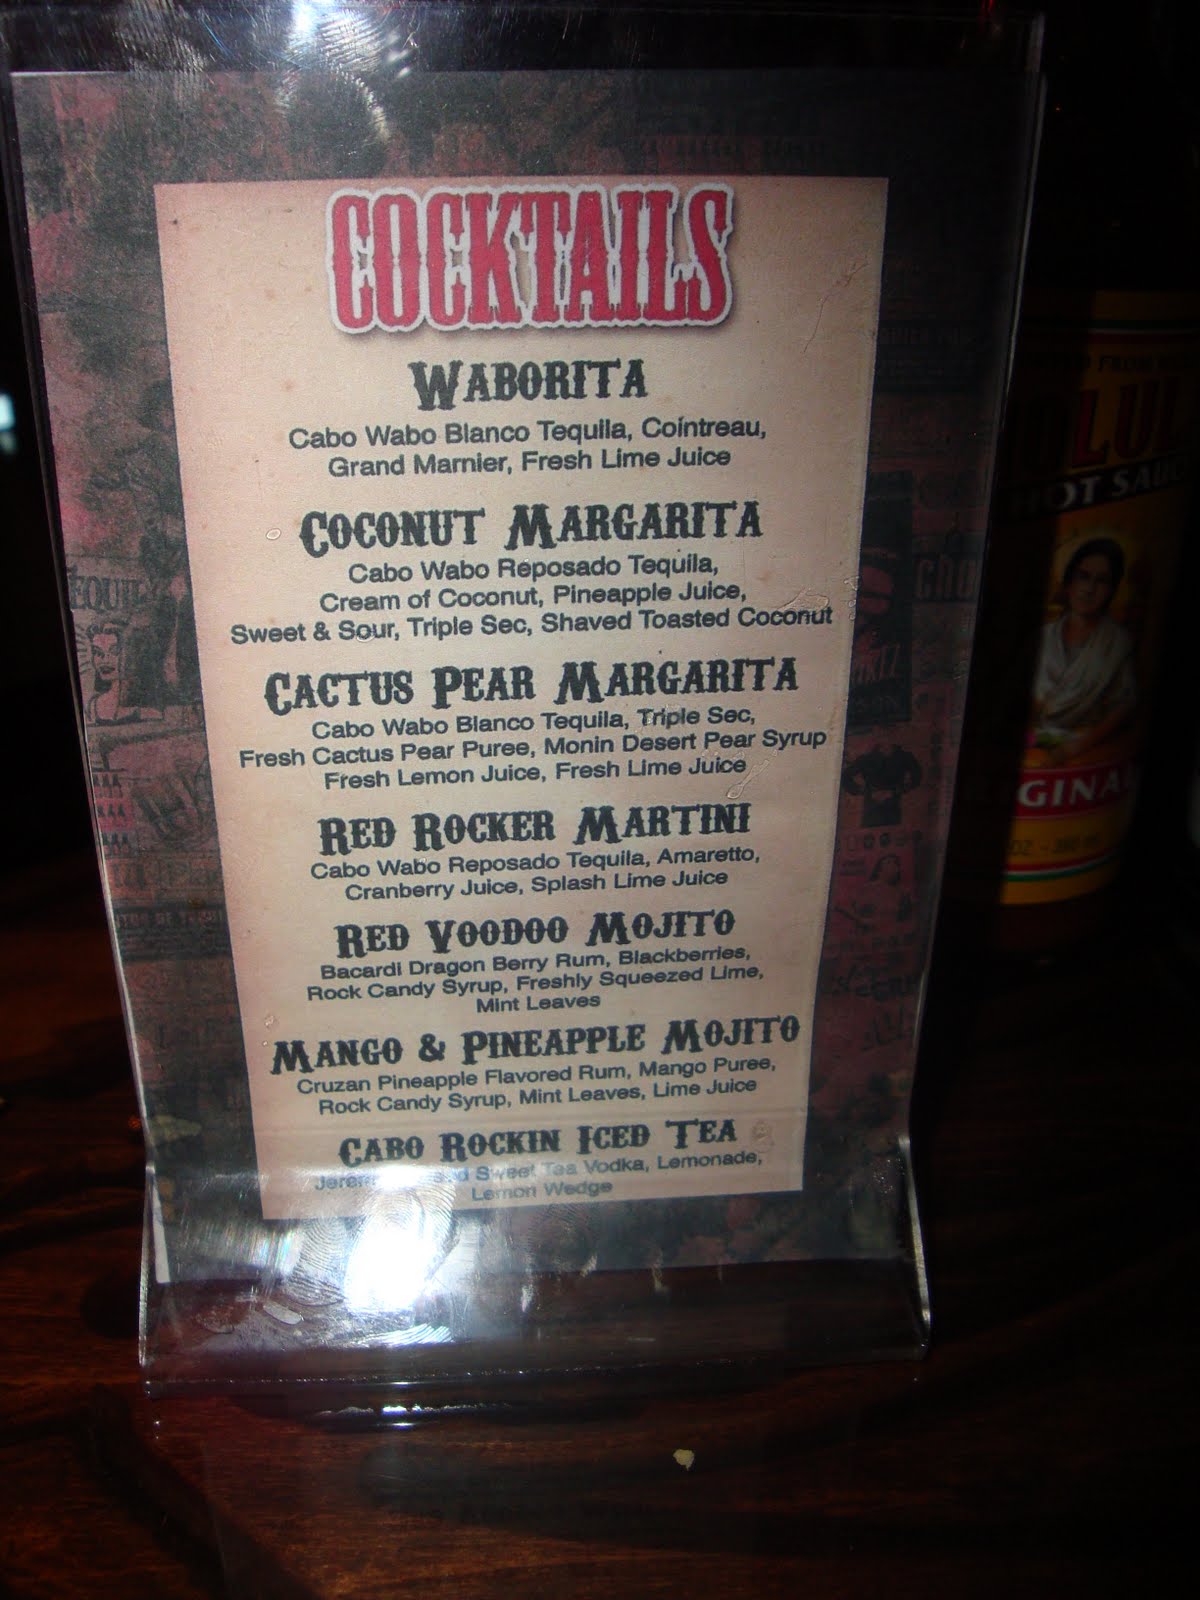 COCKTAILS
WABORITA
Cabo Wabo Blanco Tequila, Cointreau,
Grand Marnier, Fresh Lime Juice
COCONUT MARGARITA
Cabo Wabo Reposado Tequila,
Cream of Coconut, Pineapple Juice,
Sweet & Sour, Triple Sec, Shaved Toasted Coconut
CACTUS PEAR MARGARITA
Cabo Wabo Blanco Tequila, Triple Sec,
Fresh Cactus Pear Puree, Monin Desert Pear Syrup
Fresh Lemon Juice, Fresh Lime Juice
RED ROCKER MARTINI
Cabo Wabo Reposado Tequila, Amaretto,
Cranberry Juice, Splash Lime Juice
RED VOODOO MOJITO
Bacardi Dragon Berry Rum, Blackberries,
Rock Candy Syrup, Freshly Squeezed Lime,
Mint Leaves
MANGO & PINEAPPLE MOJITO
Cruzan Pineapple Flavored Rum, Mango Puree,
Rock Candy Syrup, Mint Leaves, Lime Juice
CABO ROCKIN ICED TEA
Sweet Tea Vodka, Lemonade,
Lemon Wedge
HOT